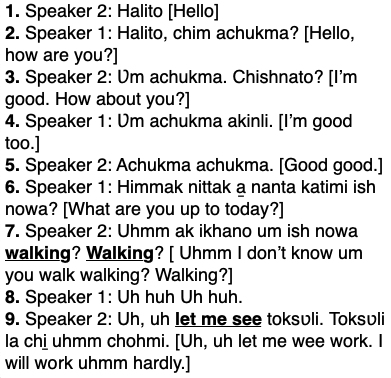 1. Speaker 2: Halito [Hello]
2. Speaker 1: Halito, chim achukma? [Hello,
how are you?]
3. Speaker 2: Ʋm achukma. Chishnato? [I’m
good. How about you?]
4. Speaker 1: Ʋm achukma akinli. [I’m good
too.]
5. Speaker 2: Achukma achukma. [Good good.]
6. Speaker 1: Himmak nittak a̱ nanta katimi ish
nowa? [What are you up to today?]
7. Speaker 2: Uhmm ak ikhano um ish nowa
walking? Walking? [ Uhmm I don’t know um
you walk walking? Walking?]
8. Speaker 1: Uh huh Uh huh.
9. Speaker 2: Uh, uh let me see toksʋli. Toksʋli
la chi̱ uhmm chohmi. [Uh, uh let me wee work. I
will work uhmm hardly.]